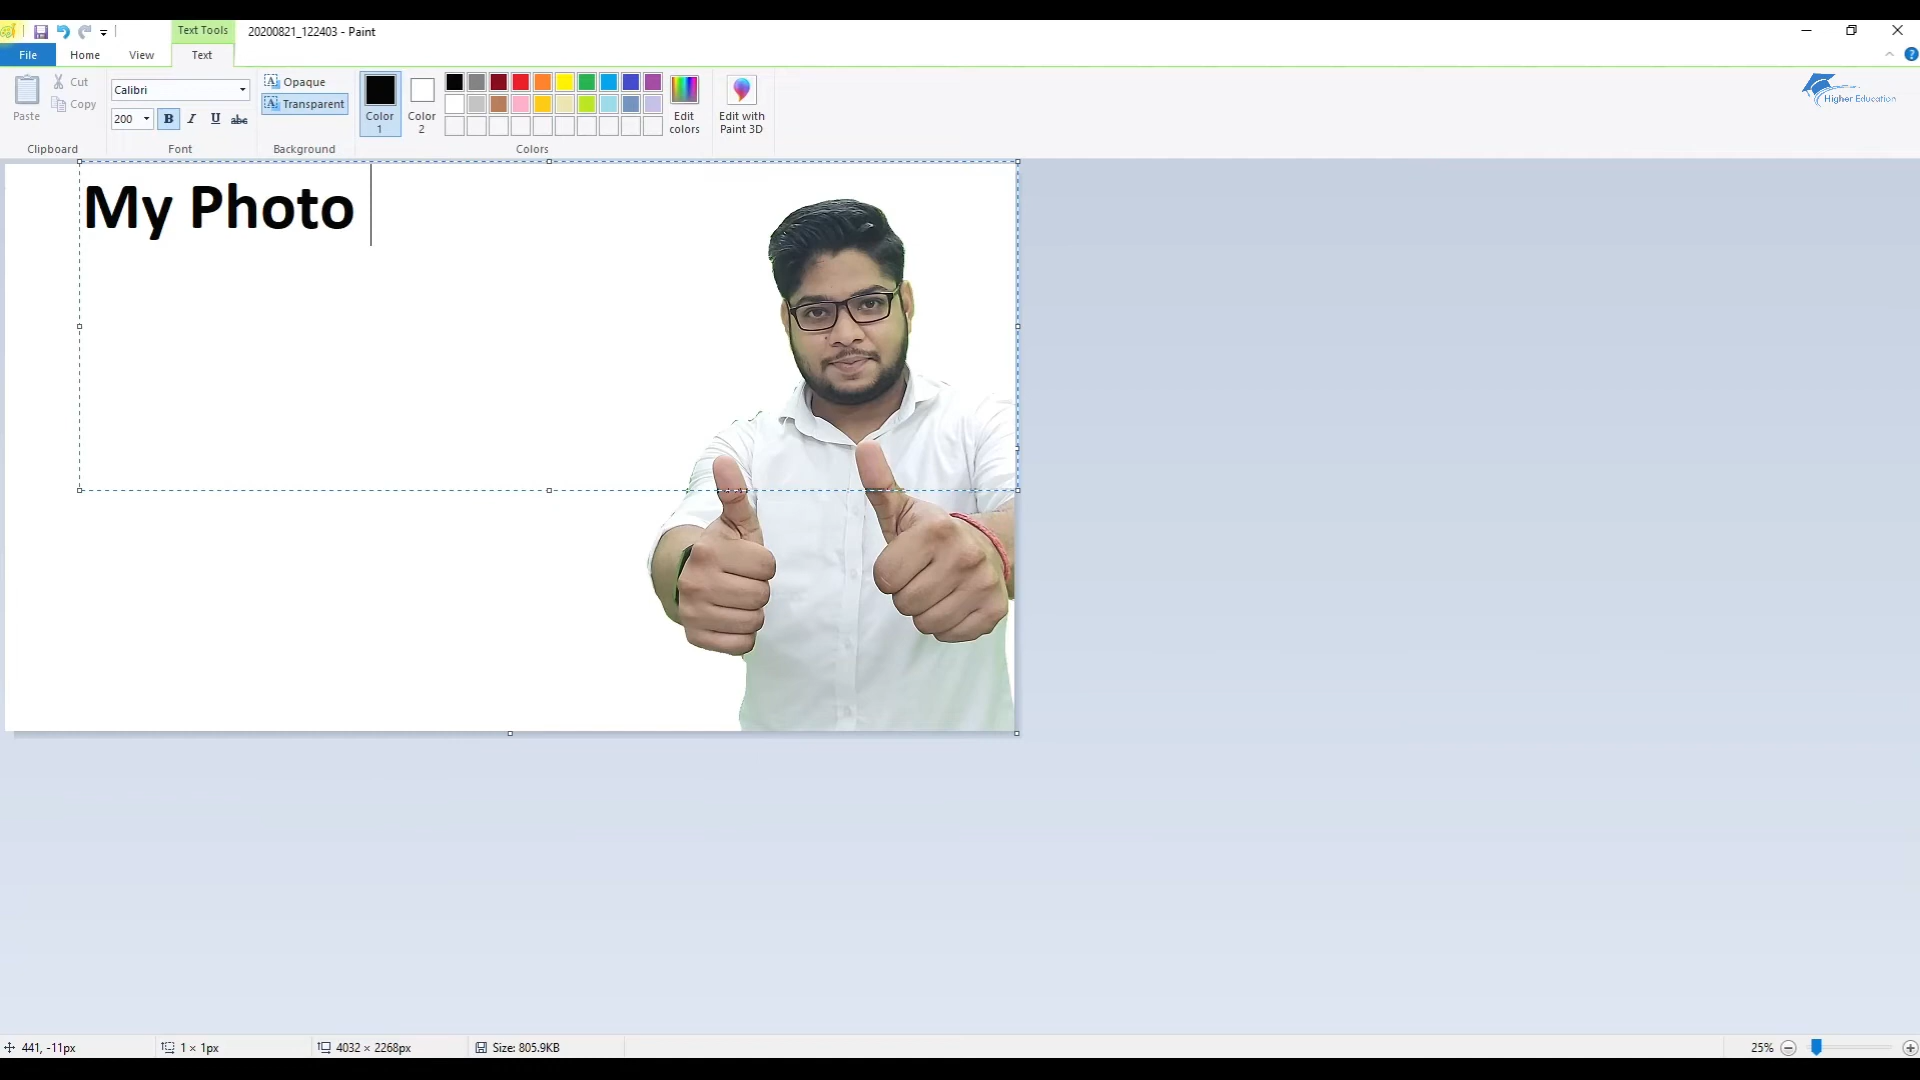 Text Tools
20200821_122403 - Paint
File
Home
View
Text
Paste
Cut
Copy
Clipboard
Calibri
200
B
I
U
abc
Font
Opaque
Transparent
Background
Color
1
Color
2
Edit
colors
Colors
Edit with
Paint 3D
Higher Education
My Photo
441, -11px
1 × 1px
4032 × 2268px
Size: 805.9KB
25%